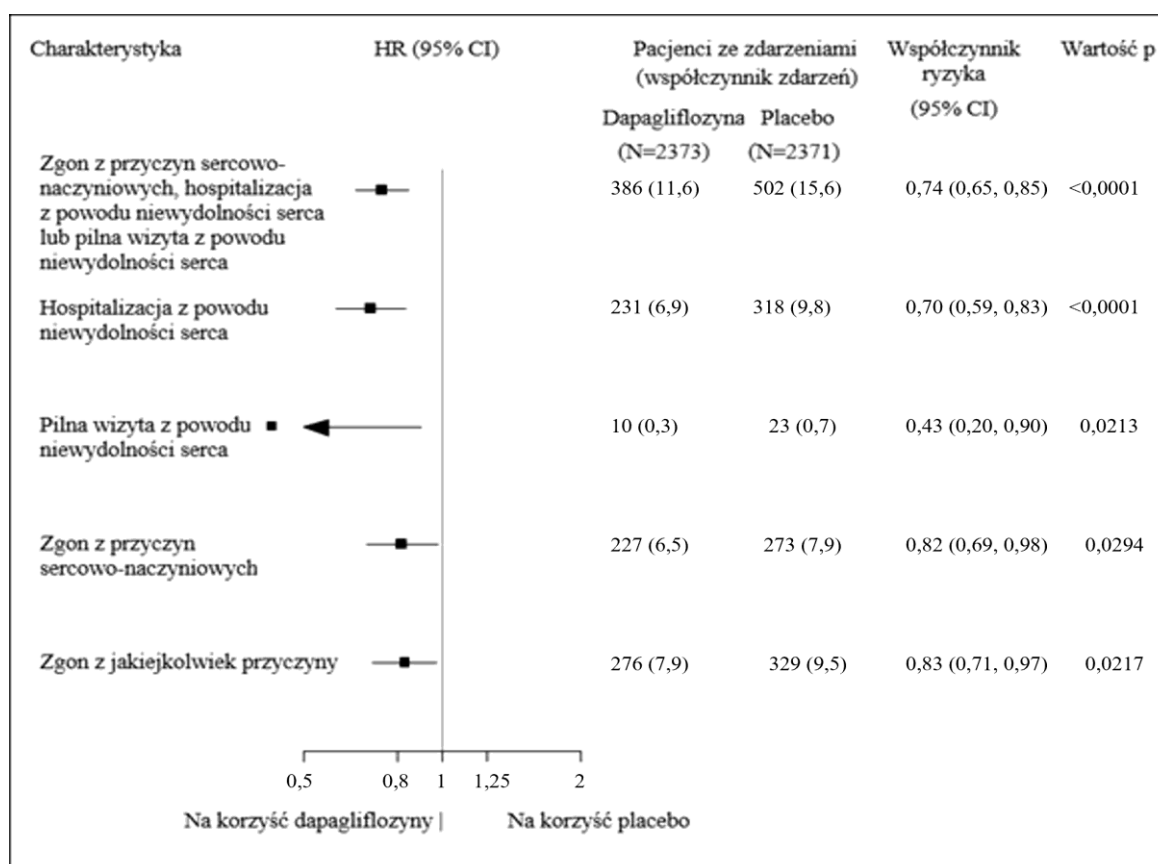 Charakterystyka HR (95% CI) Pacjenci ze zdarzeniami Współczynnik Wartość p
(współczynnik zdarzeń) ryzyka
(95% CI)
Dapagliflozyna Placebo
(N=2373) (N=2371)
Zgon z przyczyn sercowo-
naczyniowych, hospitalizacja 386 (11,6) 502 (15,6) 0,74 (0,65, 0,85) <0,0001
z powodu niewydolności serca
lub pilna wizyta z powodu
niewydolności serca
Hospitalizacja z powodu 231 (6,9) 318 (9,8) 0,70 (0,59, 0,83) <0,0001
niewydolności serca
Pilna wizyta z powodu 10 (0,3) 23 (0,7) 0,43 (0,20, 0,90) 0,0213
niewydolności serca
Zgon z przyczyn 227 (6,5) 273 (7,9) 0,82 (0,69, 0,98) 0,0294
sercowo-naczyniowych
Zgon z jakiejkolwiek przyczyny 276 (7,9) 329 (9,5) 0,83 (0,71, 0,97) 0,0217
0,5 0,8 1 1,25 2
Na korzyść dapagliflozyny | Na korzyść placebo